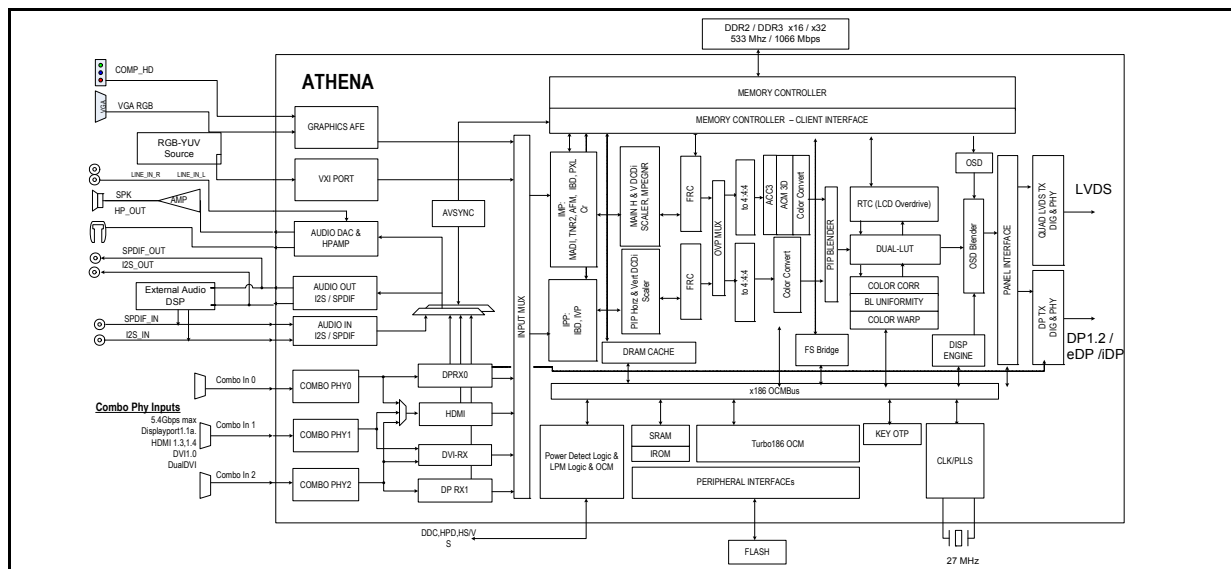 DDR2 / DDR3 x16 / x32
533 Mhz / 1066 Mbps
ATHENA
COMP_HD
VGA
VGA RGB
RGB-YUV
Source
LINE_IN_R
LINE_IN_L
SPK
AMP
HP_OUT
SPDIF_OUT
I2S_OUT
External Audio
DSP
SPDIF_IN
I2S_IN
GRAPHICS AFE
VXI PORT
AUDIO DAC &
HPAMP
AUDIO OUT
I2S / SPDIF
AUDIO IN
I2S / SPDIF
AVSYNC
INPUT MUX
MEMORY CONTROLLER
MEMORY CONTROLLER – CLIENT INTERFACE
IMP:
MADI, TNR2, AFM, IBD, PXL
Cr
IPP:
IBD, IVP
MAIN H & V DCDi
SCALER, MPEGNR
PIP Horz & Vert DCDi
Scaler
FRC
FRC
OVP MUX
to 4:4:4
to 4:4:4
ACC3
ACM 3D
Color Convert
Color Convert
PIP BLENDER
RTC (LCD Overdrive)
DUAL-LUT
COLOR CORR
BL UNIFORMITY
COLOR WARP
OSD
OSD Blender
PANEL INTERFACE
QUAD LVDS TX
DIG & PHY
LVDS
DP TX
DIG & PHY
DP1.2 /
eDP /iDP
DRAM CACHE
FS Bridge
DISP
ENGINE
x186 OCMBus
Combo In 0
Combo Phy Inputs
5.4Gbps max
Displayport1.1a.
HDMI 1.3,1.4
DVI1.0
DualDVI
Combo In 1
Combo In 2
COMBO PHY0
COMBO PHY1
COMBO PHY2
DPRX0
HDMI
DVI-RX
DP RX1
Power Detect Logic &
LPM Logic & OCM
SRAM
IROM
Turbo186 OCM
KEY OTP
CLK/PLLS
PERIPHERAL INTERFACEs
DDC,HPD,HS/V
S
FLASH
27 MHz